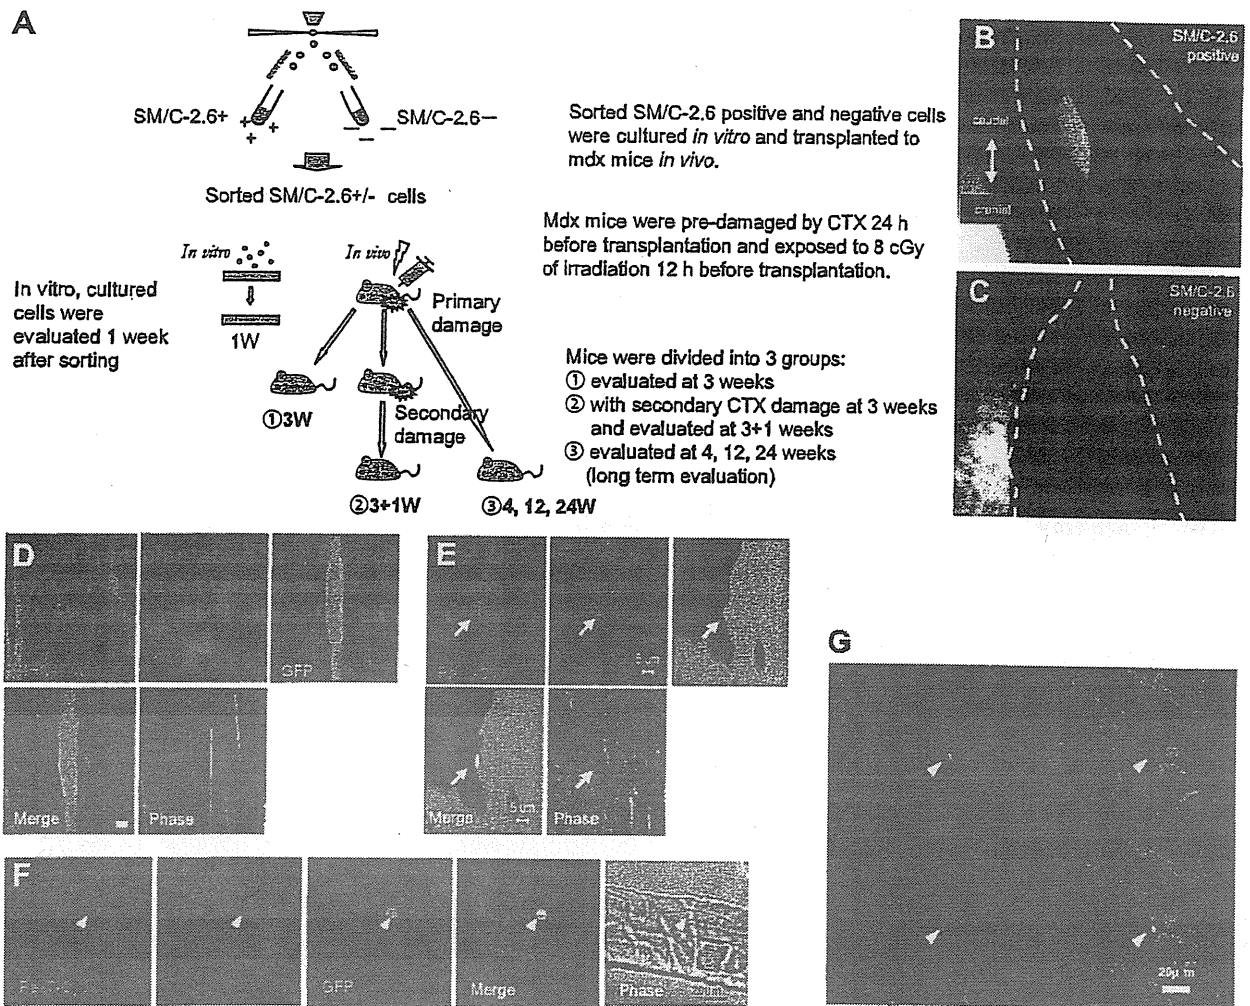 A
SM/C-2.6+
SM/C-2.6−
Sorted SM/C-2.6+/- cells
In vitro
In vivo
In vitro, cultured
cells were
evaluated 1 week
after sorting
1W
Primary
damage
①3W
Secondary
damage
②3+1W
③4, 12, 24W
Sorted SM/C-2.6 positive and negative cells
were cultured in vitro and transplanted to
mdx mice in vivo.
Mdx mice were pre-damaged by CTX 24 h
before transplantation and exposed to 8 cGy
of irradiation 12 h before transplantation.
Mice were divided into 3 groups:
① evaluated at 3 weeks
② with secondary CTX damage at 3 weeks
and evaluated at 3+1 weeks
③ evaluated at 4, 12, 24 weeks
(long term evaluation)
B
SM/C-2.6
positive
caudal
cranial
C
SM/C-2.6
negative
D
GFP
Merge
Phase
E
5 um
Merge
5 um
Phase
F
GFP
Merge
Phase
G
20μm